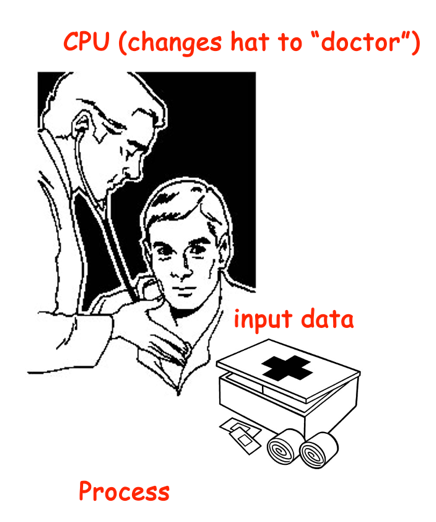 CPU (changes hat to “doctor”)
input data
Process